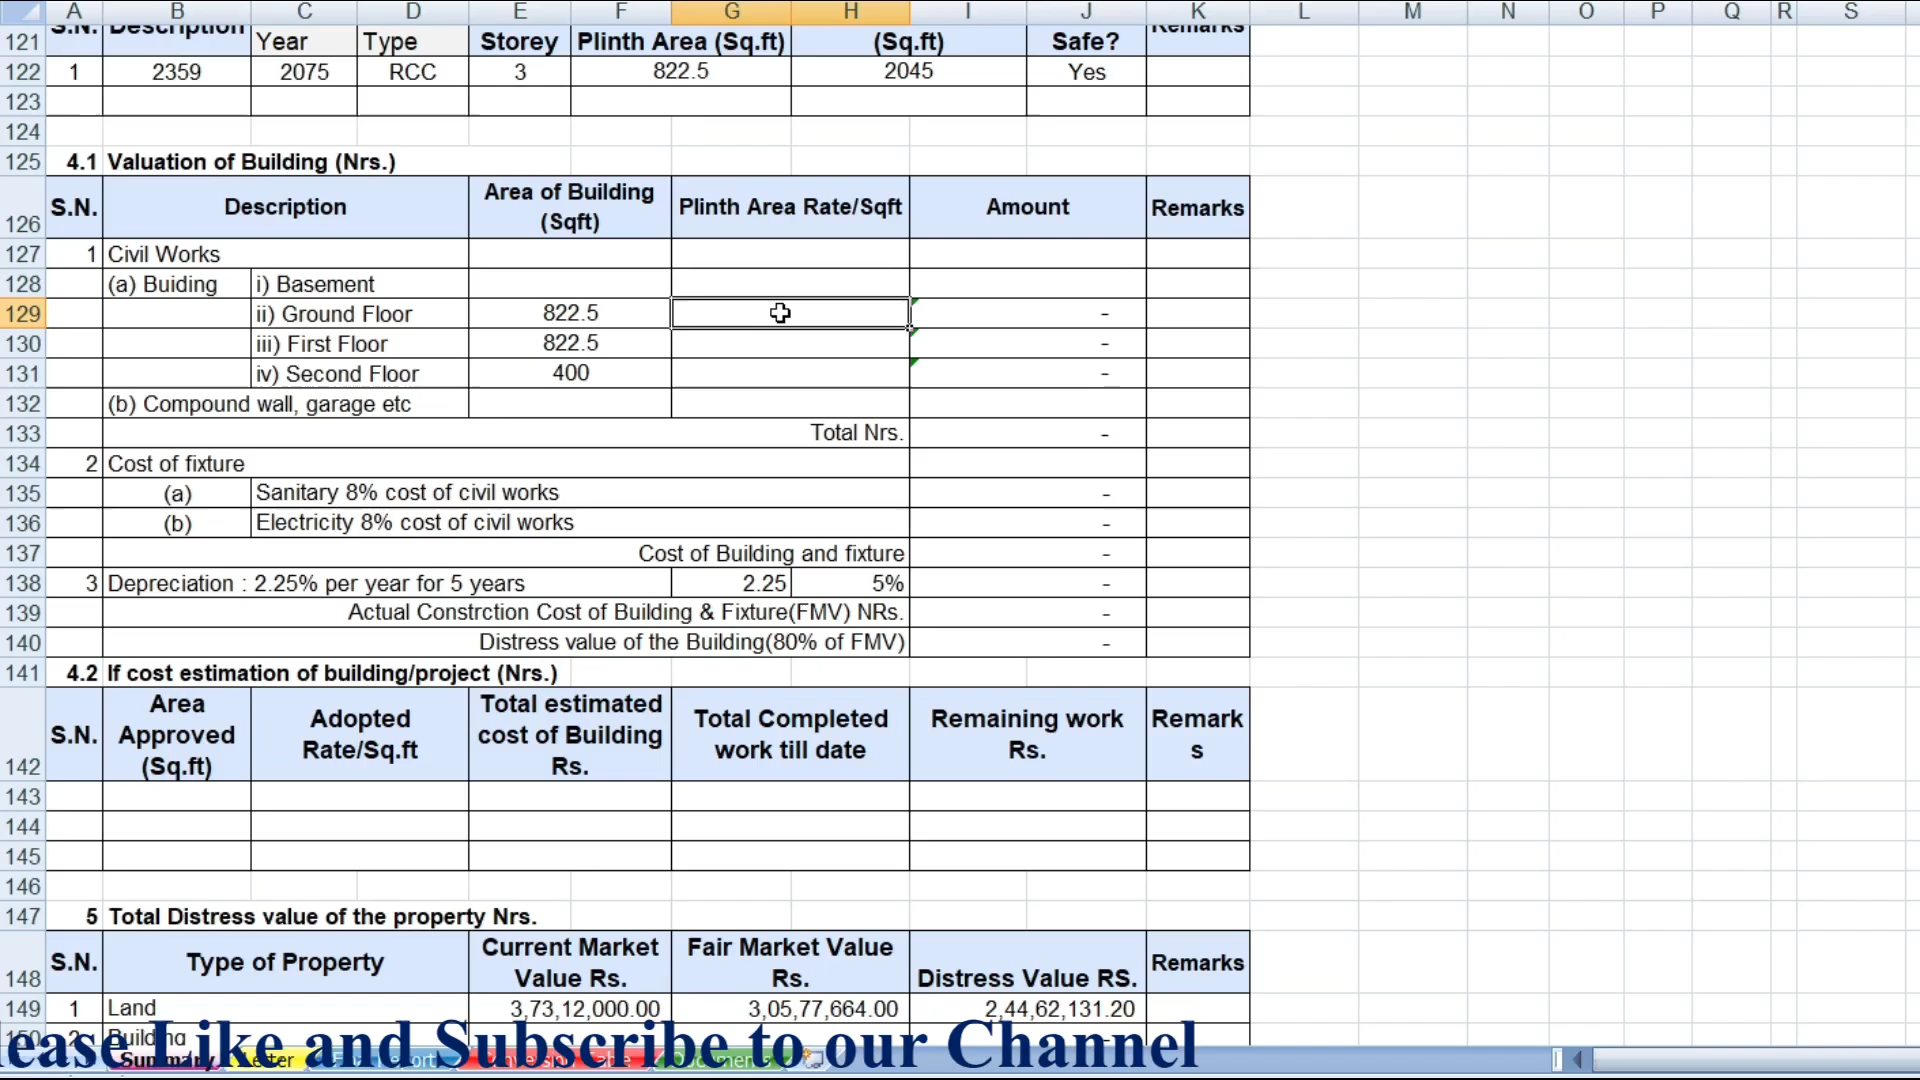 A B C D E F G H I J K L M N O P Q R S
121 S.N. Description Year Type Storey Plinth Area (Sq.ft) (Sq.ft) Safe? Remarks
122 1 2359 2075 RCC 3 822.5 2045 Yes
123
124
125 4.1 Valuation of Building (Nrs.)
126 S.N. Description Area of Building (Sqft) Plinth Area Rate/Sqft Amount Remarks
127 1 Civil Works
128 (a) Buiding i) Basement
129 ii) Ground Floor 822.5 -
130 iii) First Floor 822.5 -
131 iv) Second Floor 400 -
132 (b) Compound wall, garage etc
133 Total Nrs. -
134 2 Cost of fixture
135 (a) Sanitary 8% cost of civil works -
136 (b) Electricity 8% cost of civil works -
137 Cost of Building and fixture -
138 3 Depreciation : 2.25% per year for 5 years 2.25 5% -
139 Actual Constrction Cost of Building & Fixture(FMV) NRs. -
140 Distress value of the Building(80% of FMV) -
141 4.2 If cost estimation of building/project (Nrs.)
142 S.N. Area Approved (Sq.ft) Adopted Rate/Sq.ft Total estimated cost of Building Rs. Total Completed work till date Remaining work Rs. Remarks
143
144
145
146
147 5 Total Distress value of the property Nrs.
148 S.N. Type of Property Current Market Value Rs. Fair Market Value Rs. Distress Value RS. Remarks
149 1 Land 3,73,12,000.00 3,05,77,664.00 2,44,62,131.20
150 2 Building
ease Like and Subscribe to our Channel
Summary Letter